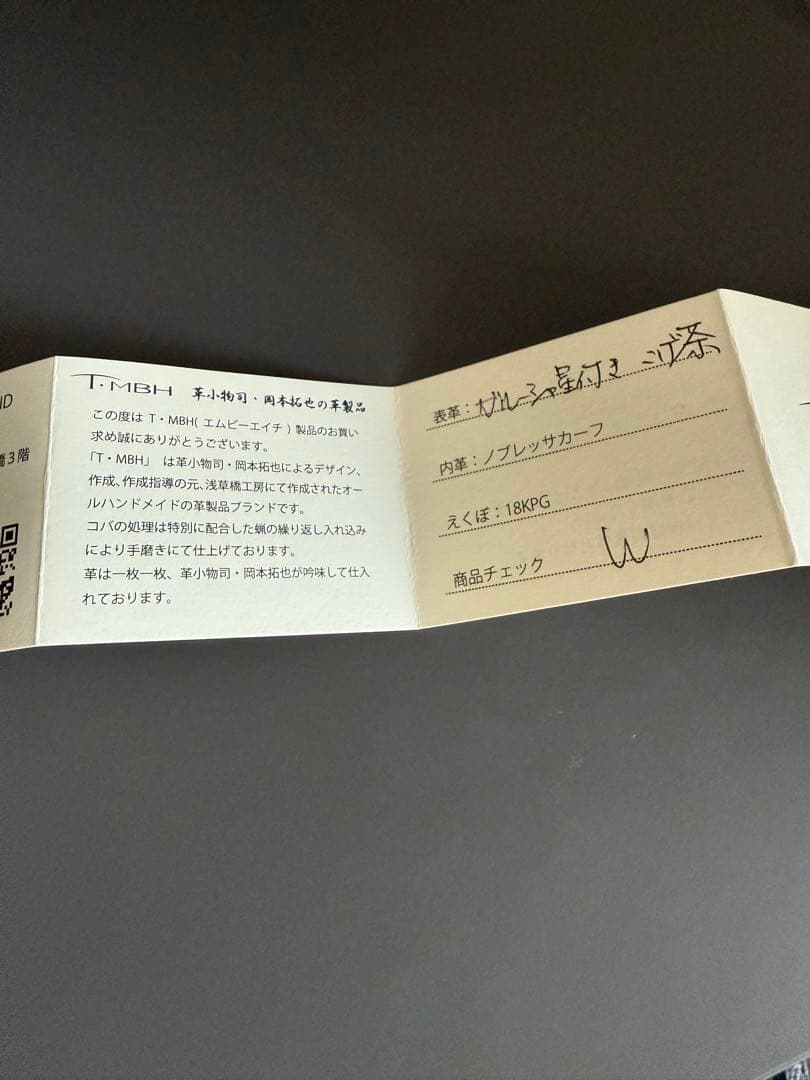 ND
橋3階
T・MBH 革小物司・岡本拓也の革製品
この度は T・MBH( エムビーエイチ ) 製品のお買い
求め誠にありがとうございます。
「T・MBH」 は革小物司・岡本拓也によるデザイン、
作成、作成指導の元、浅草橋工房にて作成されたオー
ルハンドメイドの革製品ブランドです。
コバの処理は特別に配合した蝋の繰り返し入れ込み
により手磨きにて仕上げております。
革は一枚一枚、革小物司・岡本拓也が吟味して仕入
れております。
表革：ガルーシャ星付き こげ茶
内革：ノブレッサカーフ
えくぼ：18KPG
商品チェック W